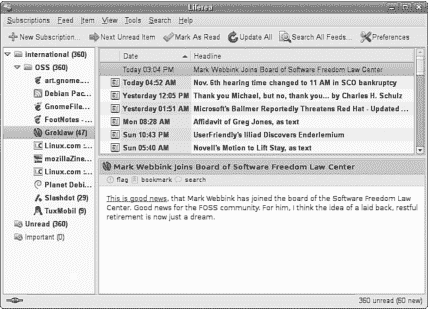 Liferea
Subscriptions Feed Item View Tools Search Help
New Subscription... Next Unread Item Mark As Read Update All Search All Feeds... Preferences
international (360)
OSS (360)
art.gnome....
Debian Pac...
GnomeFile...
FootNotes -...
Groklaw (47)
Linux.com :...
mozillaZine...
Linux.com :...
Planet Debi...
Slashdot (29)
TuxMobil (9)
Unread (360)
Important (0)
Date Headline
Today 03:04 PM Mark Webbink Joins Board of Software Freedom Law Center
Today 04:52 AM Nov. 6th hearing time changed to 11 AM in SCO bankruptcy
Yesterday 12:05 PM Thank you Michael, but no, thank you... by Charles H. Schulz
Yesterday 01:51 AM Microsoft's Ballmer Reportedly Threatens Red Hat - Updated ...
Mon 08:28 AM Affidavit of Greg Jones, as text
Sun 10:43 PM UserFriendly's Illiad Discovers Enderlemium
Sun 05:40 AM Novell's Motion to Lift Stay, as text
Mark Webbink Joins Board of Software Freedom Law Center
flag bookmark search
This is good news, that Mark Webbink has joined the board of the Software Freedom Law
Center. Good news for the FOSS community. For him, I think the idea of a laid back, restful
retirement is now just a dream.
360 unread (60 new)